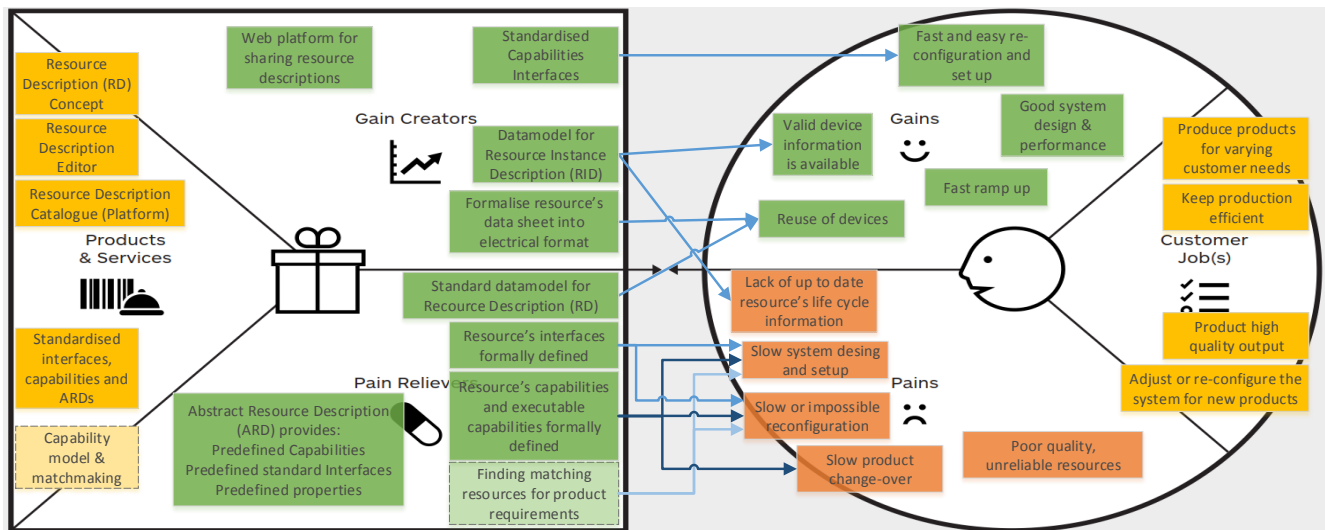 Resource
Description (RD)
Concept
Resource
Description
Editor
Resource Description
Catalogue (Platform)
Products
& Services
Standardised
interfaces,
capabilities and
ARDs
Capability
model &
matchmaking
Web platform for
sharing resource
descriptions
Standardised
Capabilities
Interfaces
Gain Creators
Datamodel for
Resource Instance
Description (RID)
Formalise resource's
data sheet into
electrical format
Standard datamodel for
Recource Description (RD)
Resource's interfaces
formally defined
Pain Relievers
Resource's capabilities
and executable
capabilities formally
defined
Abstract Resource Description
(ARD) provides:
Predefined Capabilities
Predefined standard Interfaces
Predefined properties
Finding matching
resources for product
requirements
Fast and easy re-
configuration and
set up
Good system
design &
performance
Valid device
information
is available
Gains
Fast ramp up
Reuse of devices
Lack of up to date
resource's life cycle
information
Slow system desing
and setup
Pains
Slow or impossible
reconfiguration
Slow product
change-over
Poor quality,
unreliable resources
Produce products
for varying
customer needs
Keep production
efficient
Customer
Job(s)
Product high
quality output
Adjust or re-configure the
system for new products